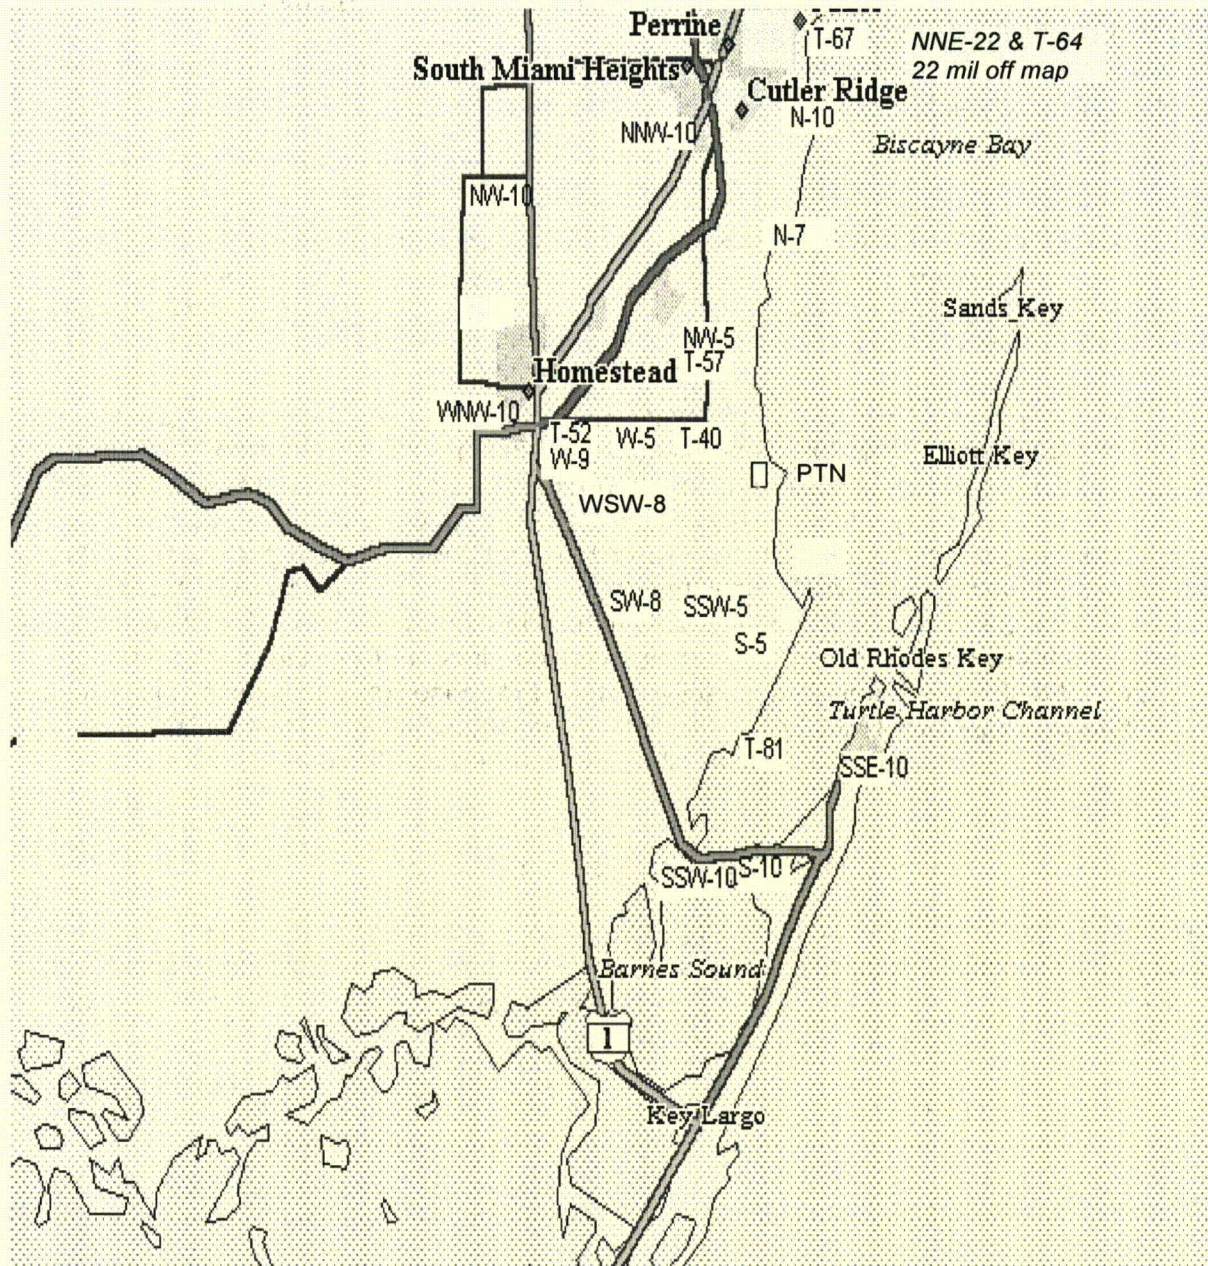 Perrine
T-67
NNE-22 & T-64
22 mil off map
South Miami Heights
Cutler Ridge
N-10
NNW-10
Biscayne Bay
NW-10
N-7
Sands Key
NW-5
T-57
Homestead
WNW-10
T-52
W-9
W-5
T-40
Elliott Key
PTN
WSW-8
SW-8
SSW-5
S-5
Old Rhodes Key
Turtle Harbor Channel
T-81
SSE-10
SSW-10
S-10
Barnes Sound
1
Key Largo